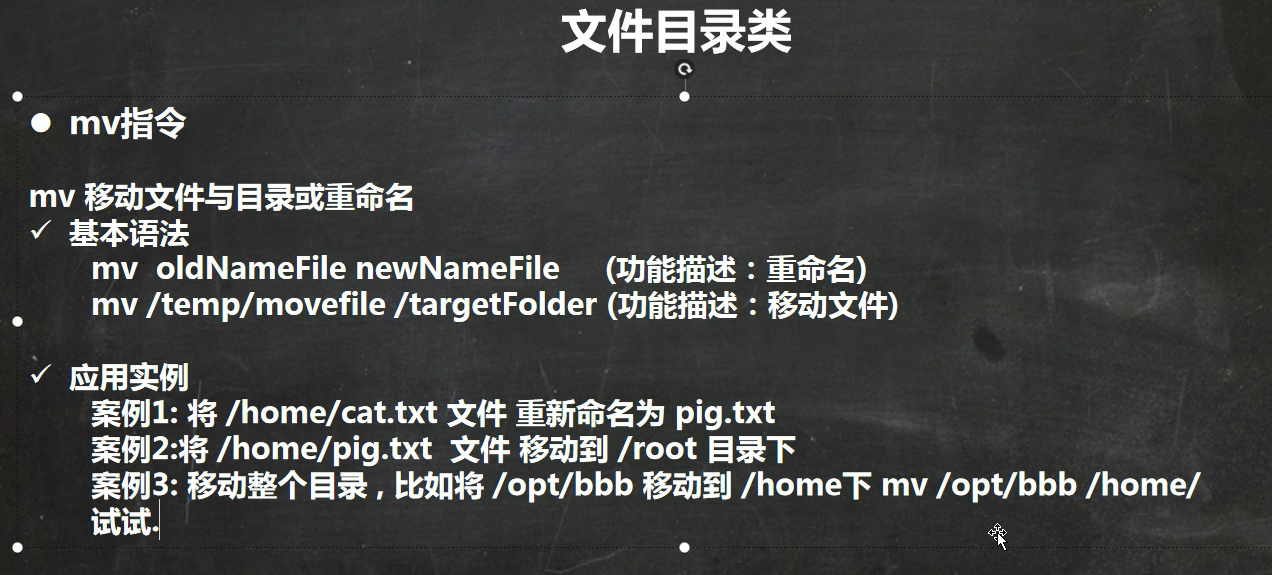 文件目录类
● mv指令
mv 移动文件与目录或重命名
✓ 基本语法
mv oldNameFile newNameFile (功能描述：重命名)
mv /temp/movefile /targetFolder (功能描述：移动文件)
✓ 应用实例
案例1: 将 /home/cat.txt 文件 重新命名为 pig.txt
案例2:将 /home/pig.txt 文件 移动到 /root 目录下
案例3: 移动整个目录，比如将 /opt/bbb 移动到 /home下 mv /opt/bbb /home/
试试.